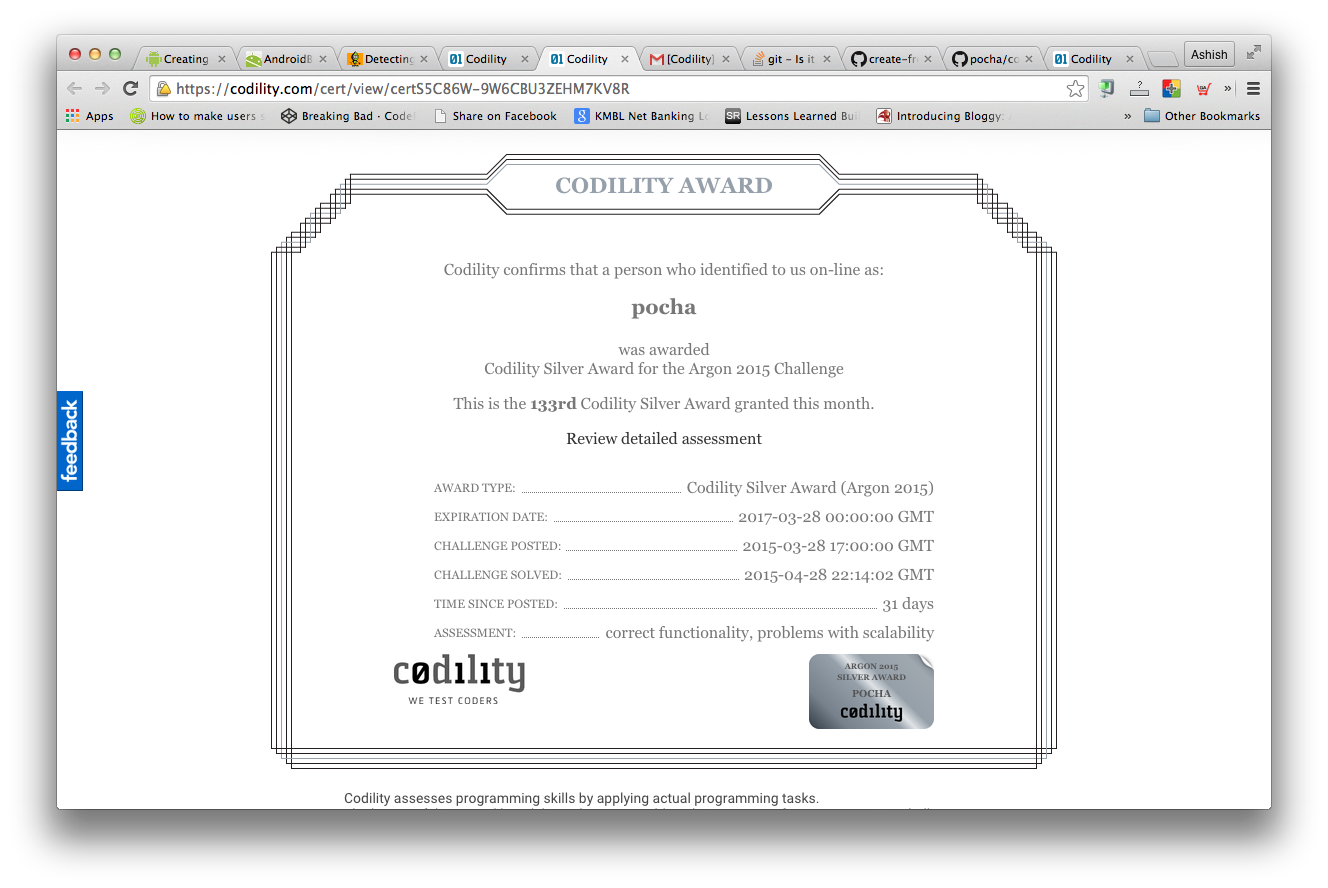 Creating
AndroidB
Detecting
01 Codility
01 Codility
[Codility]
git - Is it
create-fr
pocha/co
01 Codility
Ashish
https://codility.com/cert/view/certS5C86W-9W6CBU3ZEHM7KV8R
?
»
Apps
How to make users
Breaking Bad · Code
Share on Facebook
KMBL Net Banking Lo
SR Lessons Learned Bui
Introducing Bloggy:
»
Other Bookmarks
CODILITY AWARD
Codility confirms that a person who identified to us on-line as:
pocha
was awarded
Codility Silver Award for the Argon 2015 Challenge
This is the 133rd Codility Silver Award granted this month.
Review detailed assessment
feedback
AWARD TYPE: Codility Silver Award (Argon 2015)
EXPIRATION DATE: 2017-03-28 00:00:00 GMT
CHALLENGE POSTED: 2015-03-28 17:00:00 GMT
CHALLENGE SOLVED: 2015-04-28 22:14:02 GMT
TIME SINCE POSTED: 31 days
ASSESSMENT: correct functionality, problems with scalability
codility
WE TEST CODERS
ARGON 2015
SILVER AWARD
POCHA
codility
Codility assesses programming skills by applying actual programming tasks.